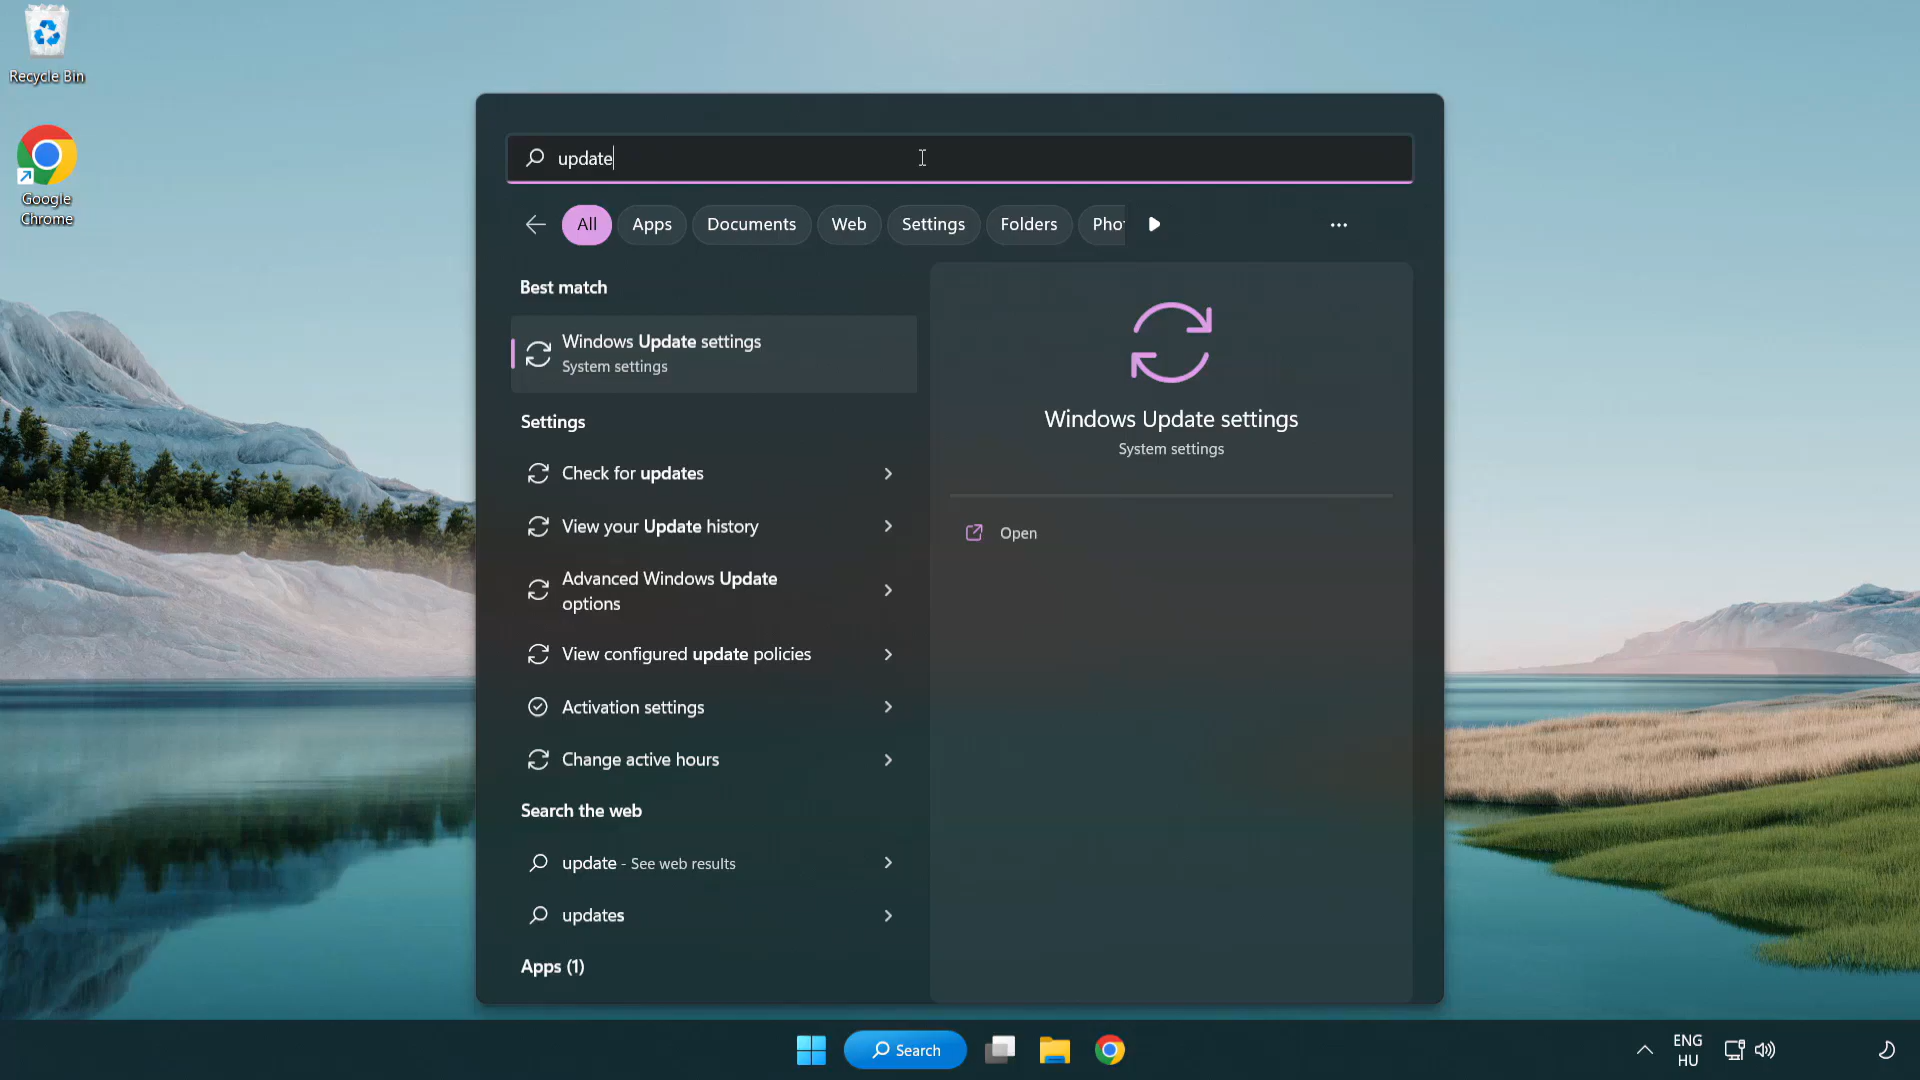 Recycle Bin
Google
Chrome
update
All
Apps
Documents
Web
Settings
Folders
Pho
Best match
Windows Update settings
System settings
Settings
Check for updates
View your Update history
Advanced Windows Update
options
View configured update policies
Activation settings
Change active hours
Search the web
update - See web results
updates
Apps (1)
Windows Update settings
System settings
Open
Search
ENG
HU